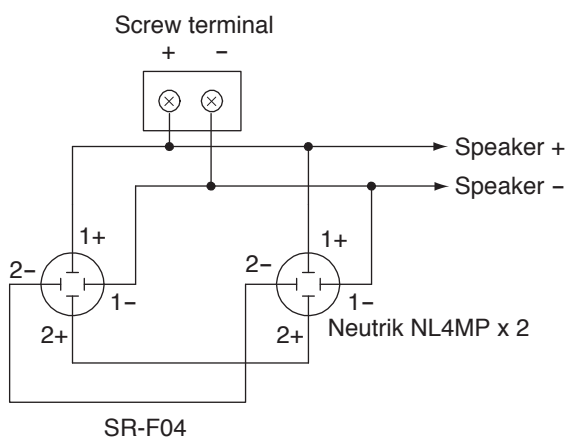 Screw terminal
+ −
Speaker +
Speaker −
1+ 1+
2− 2−
1− 1−
2+ 2+ Neutrik NL4MP x 2
SR-F04